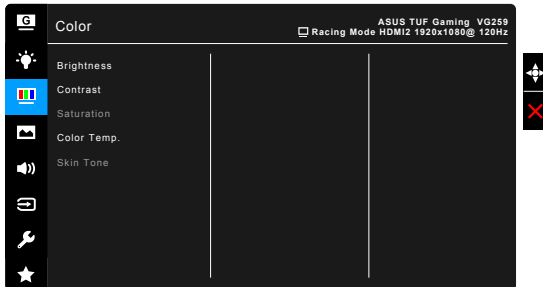 G
Color
ASUS TUF Gaming VG259
Racing Mode HDMI2 1920x1080@ 120Hz
Brightness
Contrast
Saturation
Color Temp.
Skin Tone